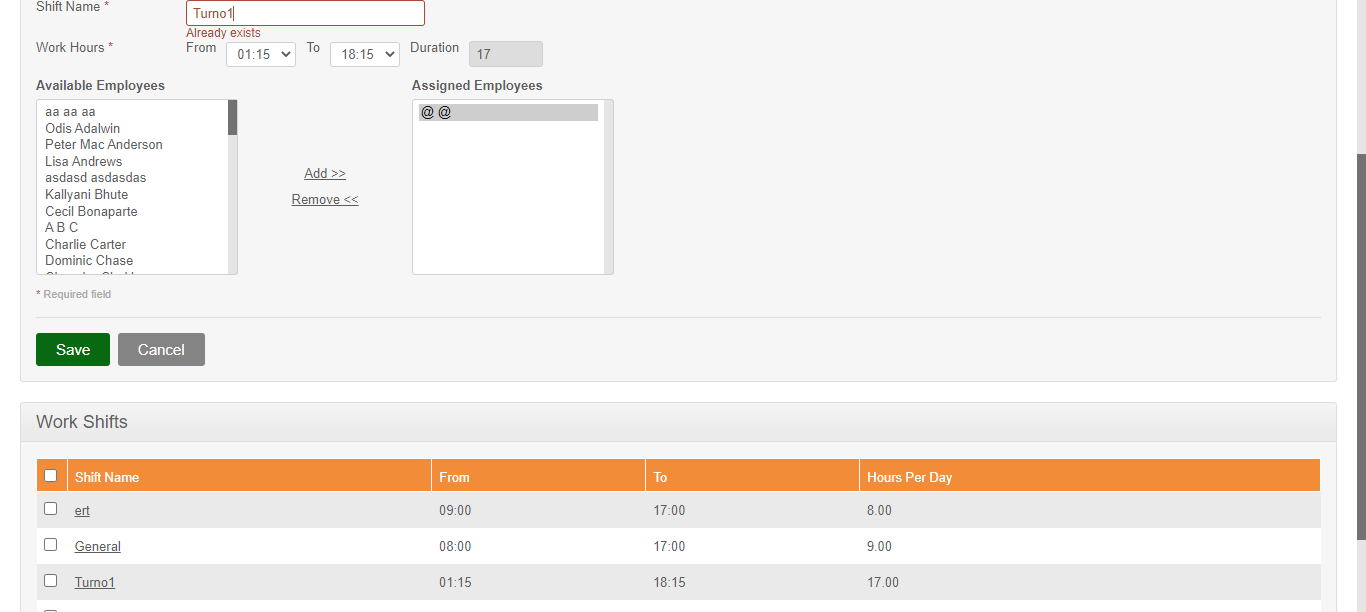 Shift Name *
Turno1
Already exists
Work Hours *
From
01:15
To
18:15
Duration
17
Available Employees
Assigned Employees
aa aa aa
Odis Adalwin
Peter Mac Anderson
Lisa Andrews
asdasd asdasdas
Kallyani Bhute
Cecil Bonaparte
A B C
Charlie Carter
Dominic Chase
Add >>
Remove <<
@ @
* Required field
Save
Cancel
Work Shifts
Shift Name From To Hours Per Day
ert 09:00 17:00 8.00
General 08:00 17:00 9.00
Turno1 01:15 18:15 17.00